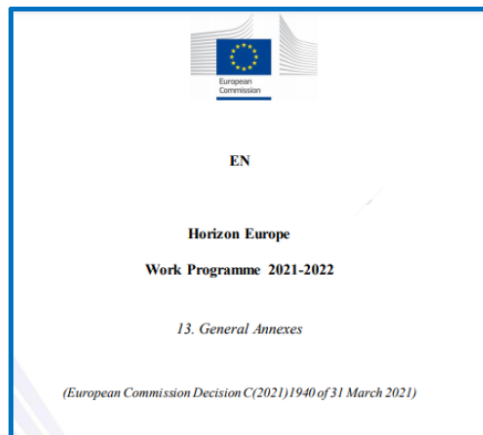 European
Commission
EN
Horizon Europe
Work Programme 2021-2022
13. General Annexes
(European Commission Decision C(2021)1940 of 31 March 2021)